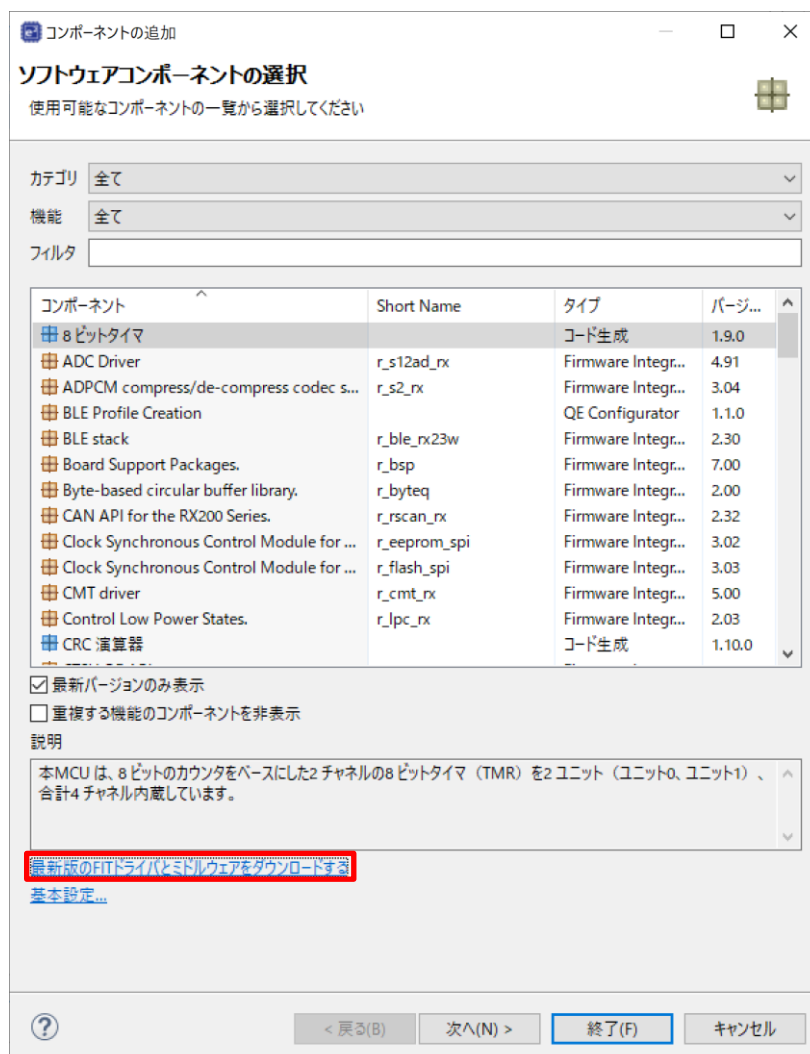 コンポーネントの追加
ソフトウェアコンポーネントの選択
使用可能なコンポーネントの一覧から選択してください
カテゴリ 全て
機能 全て
フィルタ
コンポーネント Short Name タイプ バージ...
8 ビットタイマ コード生成 1.9.0
ADC Driver r_s12ad_rx Firmware Integr... 4.91
ADPCM compress/de-compress codec s... r_s2_rx Firmware Integr... 3.04
BLE Profile Creation QE Configurator 1.1.0
BLE stack r_ble_rx23w Firmware Integr... 2.30
Board Support Packages. r_bsp Firmware Integr... 7.00
Byte-based circular buffer library. r_byteq Firmware Integr... 2.00
CAN API for the RX200 Series. r_rscan_rx Firmware Integr... 2.32
Clock Synchronous Control Module for ... r_eeprom_spi Firmware Integr... 3.02
Clock Synchronous Control Module for ... r_flash_spi Firmware Integr... 3.03
CMT driver r_cmt_rx Firmware Integr... 5.00
Control Low Power States. r_lpc_rx Firmware Integr... 2.03
CRC 演算器 コード生成 1.10.0
最新バージョンのみ表示
重複する機能のコンポーネントを非表示
説明
本MCU は、8 ビットのカウンタをベースにした2 チャネルの8 ビットタイマ（TMR）を2 ユニット（ユニット0、ユニット1）、
合計4 チャネル内蔵しています。
最新版のFITドライバとミドルウェアをダウンロードする
基本設定...
< 戻る(B) 次へ(N) > 終了(F) キャンセル